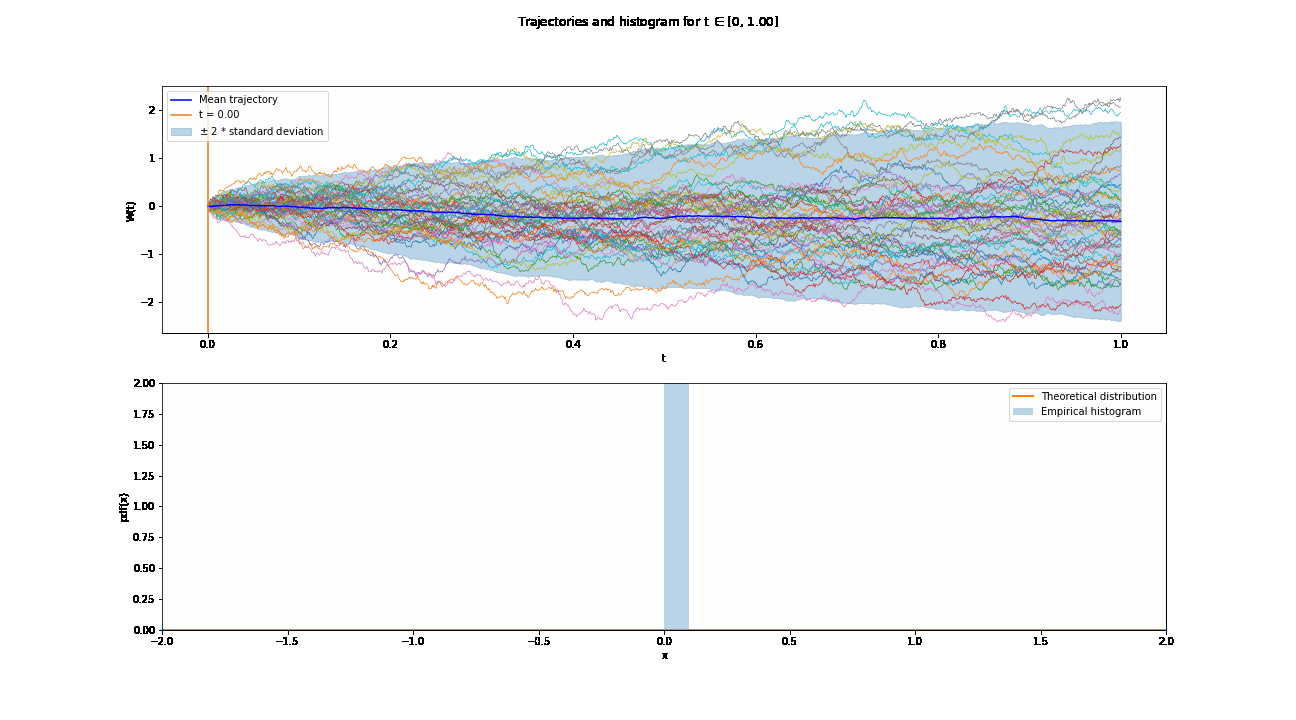 Trajectories and histogram for t ∈ [0, 1.00]
Mean trajectory
t = 0.00
± 2 * standard deviation
2
1
0
−1
−2
W(t)
0.0 0.2 0.4 0.6 0.8 1.0
t
Theoretical distribution
Empirical histogram
2.00
1.75
1.50
1.25
1.00
0.75
0.50
0.25
0.00
pdf(x)
−2.0 −1.5 −1.0 −0.5 0.0 0.5 1.0 1.5 2.0
x